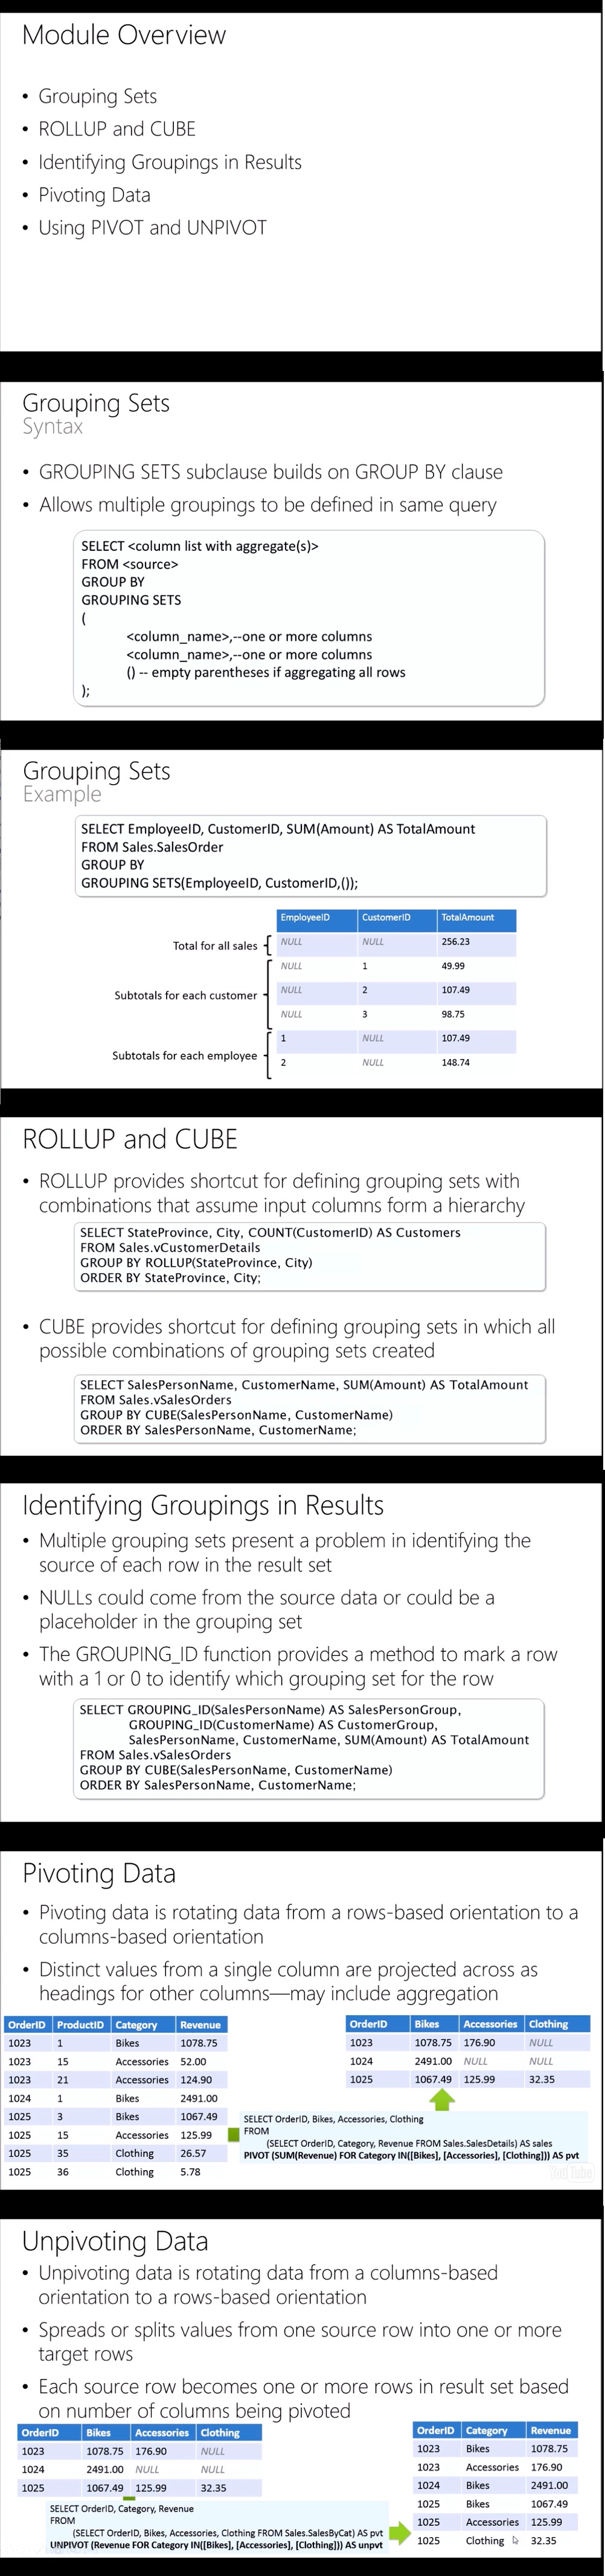 Module Overview
• Grouping Sets
• ROLLUP and CUBE
• Identifying Groupings in Results
• Pivoting Data
• Using PIVOT and UNPIVOT
Grouping Sets
Syntax
• GROUPING SETS subclause builds on GROUP BY clause
• Allows multiple groupings to be defined in same query
SELECT <column list with aggregate(s)>
FROM <source>
GROUP BY
GROUPING SETS
(
<column_name>,--one or more columns
<column_name>,--one or more columns
() -- empty parentheses if aggregating all rows
);
Grouping Sets
Example
SELECT EmployeeID, CustomerID, SUM(Amount) AS TotalAmount
FROM Sales.SalesOrder
GROUP BY
GROUPING SETS(EmployeeID, CustomerID,());
EmployeeID CustomerID TotalAmount
Total for all sales NULL NULL 256.23
NULL 1 49.99
Subtotals for each customer NULL 2 107.49
NULL 3 98.75
1 NULL 107.49
Subtotals for each employee 2 NULL 148.74
ROLLUP and CUBE
• ROLLUP provides shortcut for defining grouping sets with
combinations that assume input columns form a hierarchy
SELECT StateProvince, City, COUNT(CustomerID) AS Customers
FROM Sales.vCustomerDetails
GROUP BY ROLLUP(StateProvince, City)
ORDER BY StateProvince, City;
• CUBE provides shortcut for defining grouping sets in which all
possible combinations of grouping sets created
SELECT SalesPersonName, CustomerName, SUM(Amount) AS TotalAmount
FROM Sales.vSalesOrders
GROUP BY CUBE(SalesPersonName, CustomerName)
ORDER BY SalesPersonName, CustomerName;
Identifying Groupings in Results
• Multiple grouping sets present a problem in identifying the
source of each row in the result set
• NULLs could come from the source data or could be a
placeholder in the grouping set
• The GROUPING_ID function provides a method to mark a row
with a 1 or 0 to identify which grouping set for the row
SELECT GROUPING_ID(SalesPersonName) AS SalesPersonGroup,
GROUPING_ID(CustomerName) AS CustomerGroup,
SalesPersonName, CustomerName, SUM(Amount) AS TotalAmount
FROM Sales.vSalesOrders
GROUP BY CUBE(SalesPersonName, CustomerName)
ORDER BY SalesPersonName, CustomerName;
Pivoting Data
• Pivoting data is rotating data from a rows-based orientation to a
columns-based orientation
• Distinct values from a single column are projected across as
headings for other columns—may include aggregation
OrderID ProductID Category Revenue
1023 1 Bikes 1078.75
1023 15 Accessories 52.00
1023 21 Accessories 124.90
1024 1 Bikes 2491.00
1025 3 Bikes 1067.49
1025 15 Accessories 125.99
1025 35 Clothing 26.57
1025 36 Clothing 5.78
OrderID Bikes Accessories Clothing
1023 1078.75 176.90 NULL
1024 2491.00 NULL NULL
1025 1067.49 125.99 32.35
SELECT OrderID, Bikes, Accessories, Clothing
FROM
(SELECT OrderID, Category, Revenue FROM Sales.SalesDetails) AS sales
PIVOT (SUM(Revenue) FOR Category IN([Bikes], [Accessories], [Clothing])) AS pvt
YouTube
Unpivoting Data
• Unpivoting data is rotating data from a columns-based
orientation to a rows-based orientation
• Spreads or splits values from one source row into one or more
target rows
• Each source row becomes one or more rows in result set based
on number of columns being pivoted
OrderID Bikes Accessories Clothing
1023 1078.75 176.90 NULL
1024 2491.00 NULL NULL
1025 1067.49 125.99 32.35
SELECT OrderID, Category, Revenue
FROM
(SELECT OrderID, Bikes, Accessories, Clothing FROM Sales.SalesByCat) AS pvt
UNPIVOT (Revenue FOR Category IN([Bikes], [Accessories], [Clothing])) AS unpvt
OrderID Category Revenue
1023 Bikes 1078.75
1023 Accessories 176.90
1024 Bikes 2491.00
1025 Bikes 1067.49
1025 Accessories 125.99
1025 Clothing 32.35